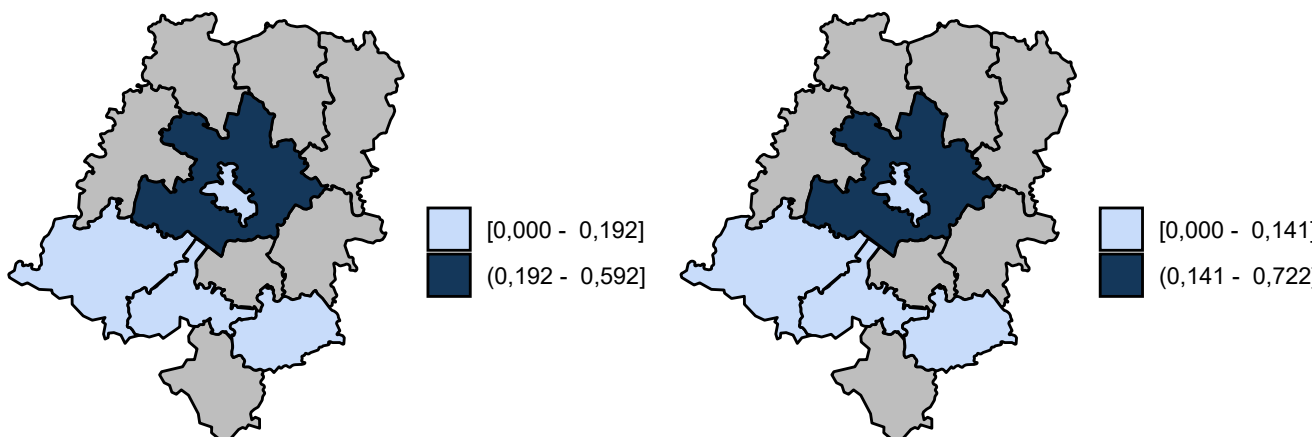 [0,000 - 0,192]
(0,192 - 0,592]
[0,000 - 0,141]
(0,141 - 0,722]